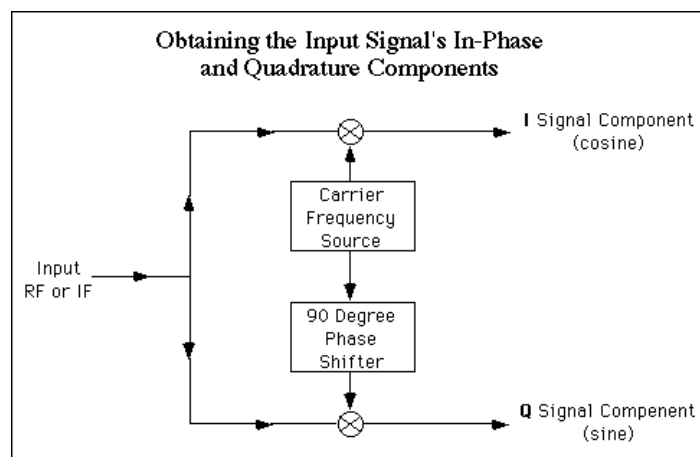 Obtaining the Input Signal's In-Phase
and Quadrature Components
I Signal Component
(cosine)
Carrier
Frequency
Source
Input
RF or IF
90 Degree
Phase
Shifter
Q Signal Compenent
(sine)